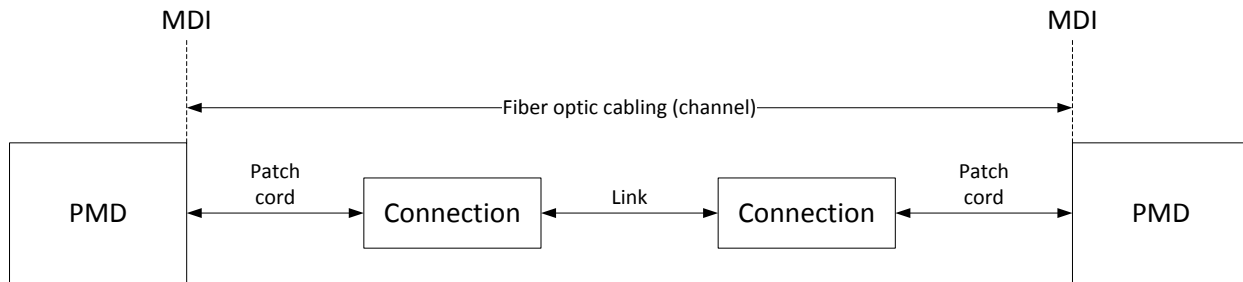 MDI
MDI
Fiber optic cabling (channel)
PMD
Patch
cord
Connection
Link
Connection
Patch
cord
PMD